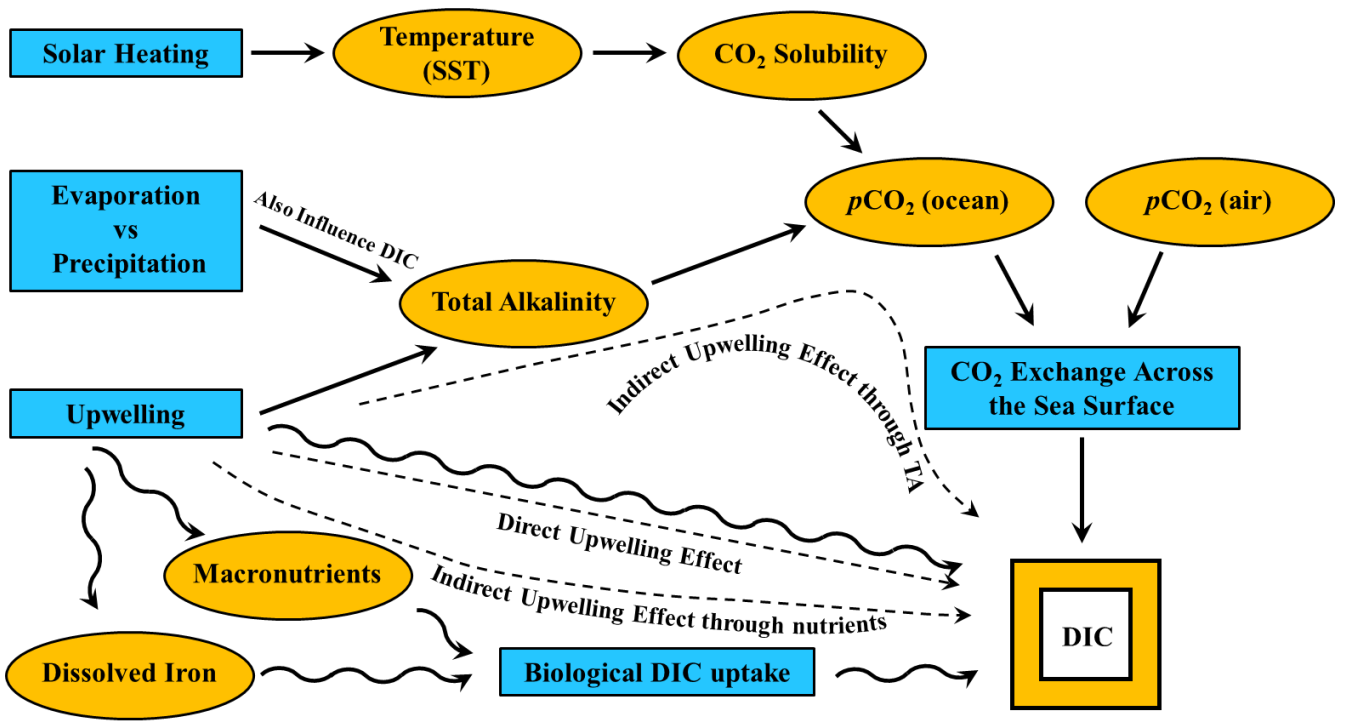 Solar Heating
Temperature
(SST)
CO₂ Solubility
Evaporation
vs
Precipitation
Also Influence DIC
pCO₂ (ocean)
pCO₂ (air)
Total Alkalinity
Indirect Upwelling Effect through TA
CO₂ Exchange Across
the Sea Surface
Upwelling
Direct Upwelling Effect
Indirect Upwelling Effect through nutrients
Macronutrients
Dissolved Iron
Biological DIC uptake
DIC